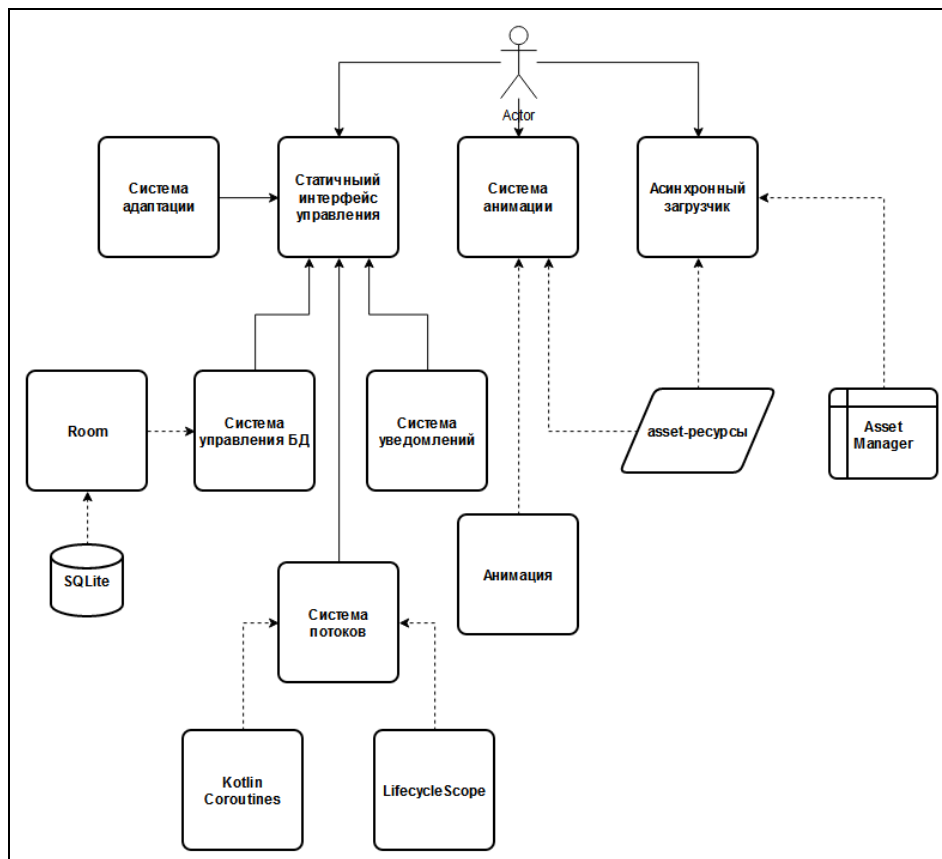 Actor
Система
адаптации
Статичныий
интерфейс
управления
Система
анимации
Асинхронный
загрузчик
Room
Система
управления БД
Система
уведомлений
asset-ресурсы
Asset
Manager
SQLite
Система
потоков
Анимация
Kotlin
Coroutines
LifecycleScope